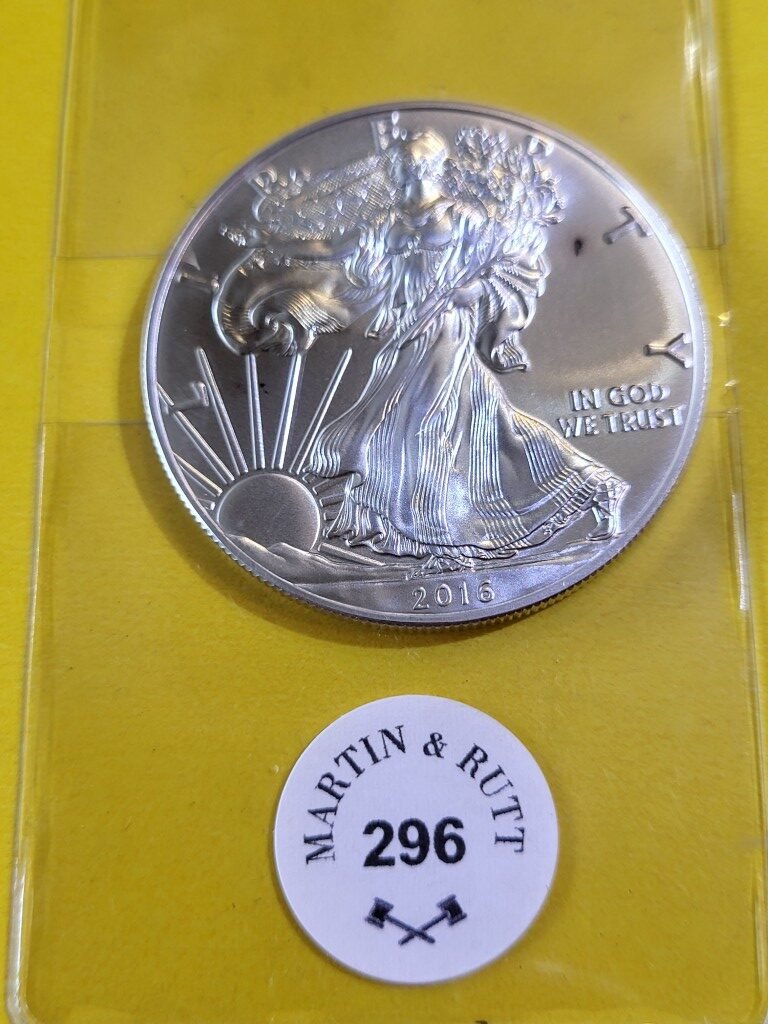 LIBERTY
IN GOD
WE TRUST
2016
MARTIN & RUTT
296